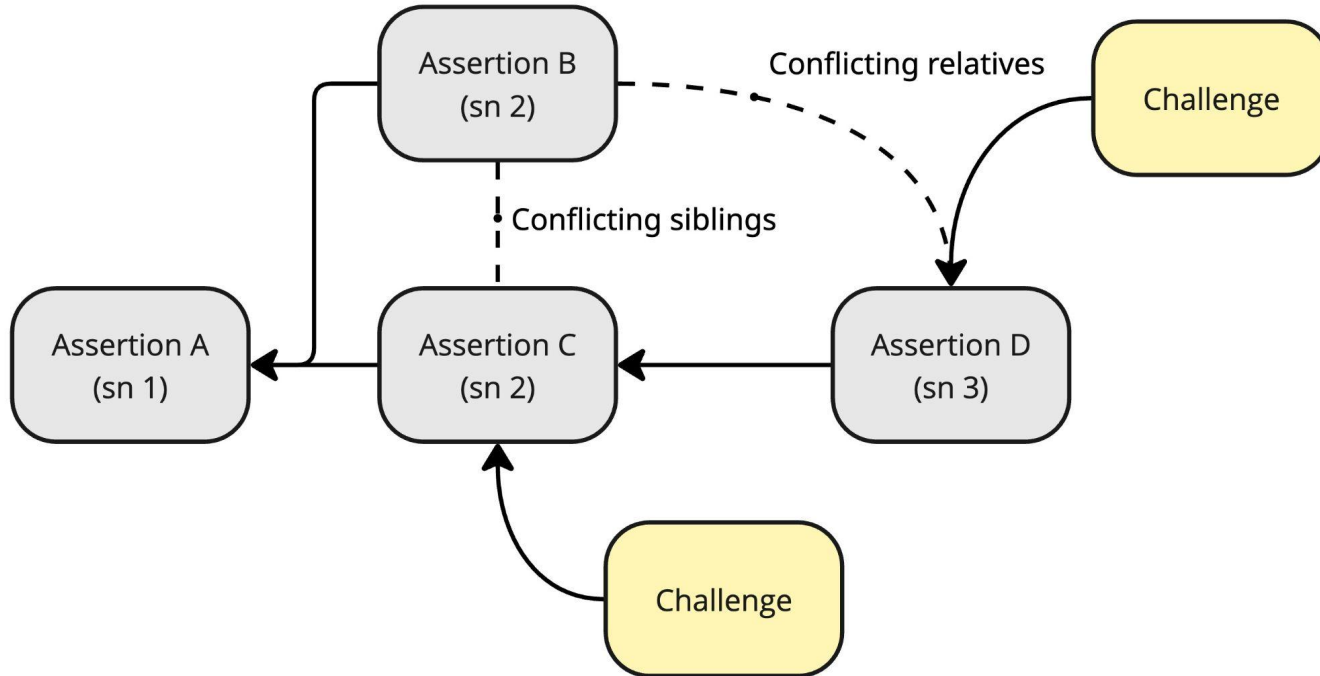 Assertion B
(sn 2)
Conflicting relatives
Challenge
Conflicting siblings
Assertion A
(sn 1)
Assertion C
(sn 2)
Assertion D
(sn 3)
Challenge